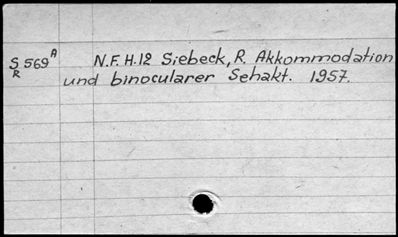 S 569 A N.F.H.12 Siebeck, R. Akkommodation
R und binocularer Sehakt. 1957.